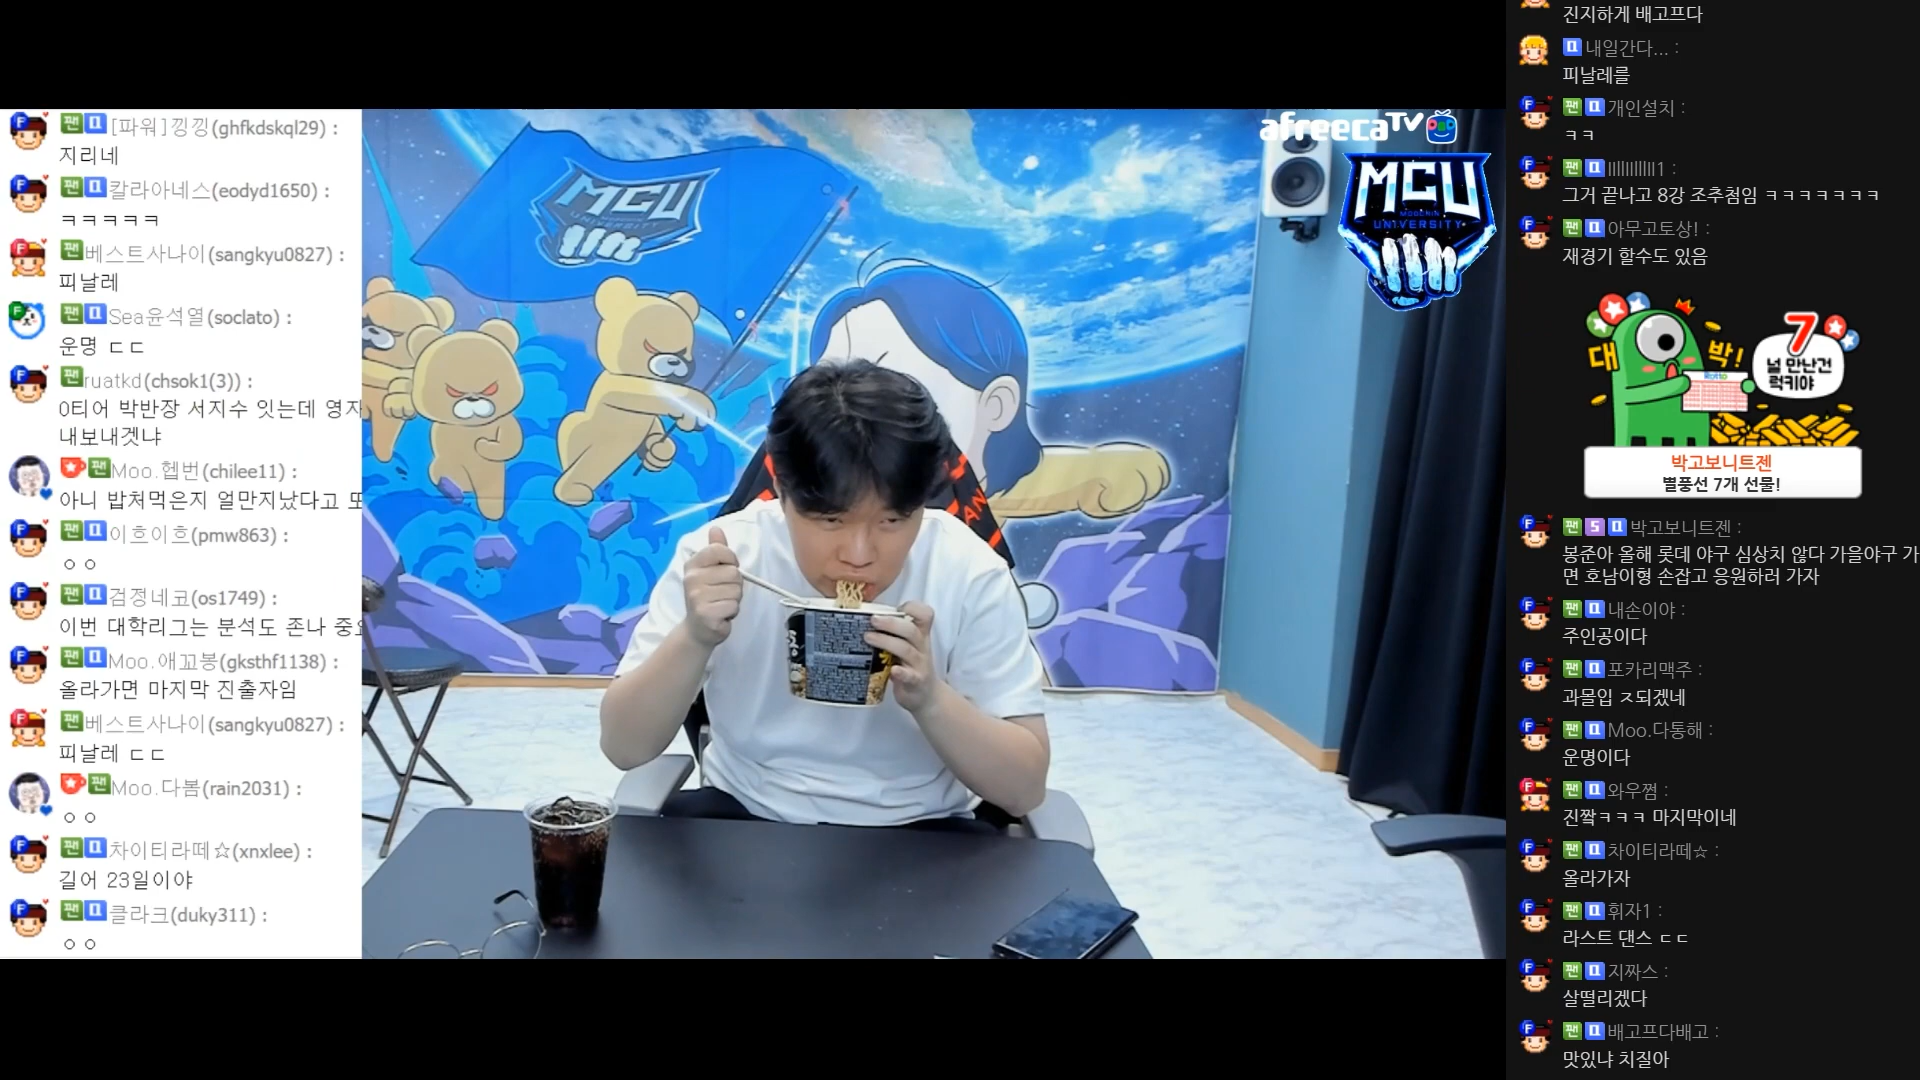 [파워]낑낑(ghfkdskql29) :
지리네
칼라아네스(eodyd1650) :
ㅋㅋㅋㅋㅋ
베스트사나이(sangkyu0827) :
피날레
Sea윤석열(soclato) :
운명 ㄷㄷ
ruatkd(chsok1(3)) :
0티어 박반장 서지수 잇는데 영자
내보내겟냐
Moo.헵번(chilee11) :
아니 밥쳐먹은지 얼만지났다고 또
이흐이흐(pmw863) :
ㅇㅇ
검정네코(os1749) :
이번 대학리그는 분석도 존나 중요
Moo.애꼬봉(gksthf1138) :
올라가면 마지막 진출자임
베스트사나이(sangkyu0827) :
피날레 ㄷㄷ
Moo.다봄(rain2031) :
ㅇㅇ
차이티라떼☆(xnxlee) :
길어 23일이야
클라크(duky311) :
ㅇㅇ
MCU
afreecaTV
MCU
UNIVERSITY
진지하게 배고프다
내일간다... :
피날레를
개인설치 :
ㅋㅋ
그거 끝나고 8강 조추첨임 ㅋㅋㅋㅋㅋㅋㅋ
아무고토상! :
재경기 할수도 있음
대 박!
7
널 만난건
럭키야
박고보니트젠
별풍선 7개 선물!
박고보니트젠 :
봉준아 올해 롯데 야구 심상치 않다 가을야구 가
면 호남이형 손잡고 응원하러 가자
내손이야 :
주인공이다
포카리맥주 :
과물입 ㅈ되겠네
Moo.다통해 :
운명이다
와우쩜 :
진짴ㅋㅋㅋ 마지막이네
차이티라떼☆ :
올라가자
휘자1 :
라스트 댄스 ㄷㄷ
지짜스 :
살떨리겠다
배고프다배고 :
맛있냐 치질아